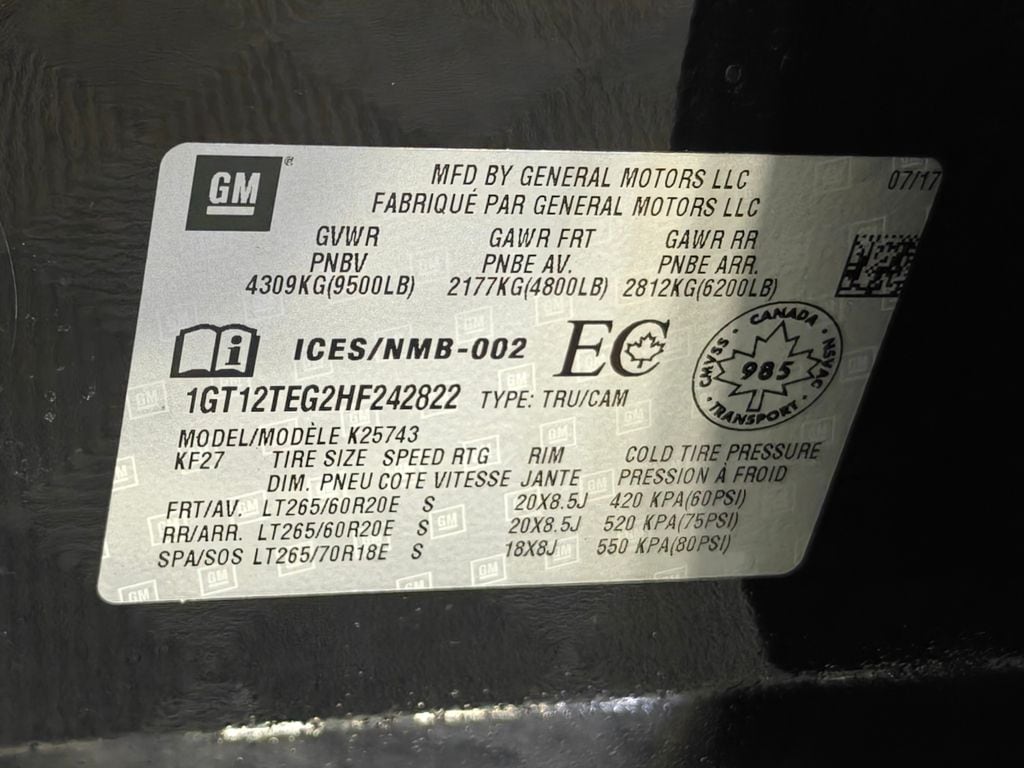 GM
MFD BY GENERAL MOTORS LLC 07/17
FABRIQUÉ PAR GENERAL MOTORS LLC
GVWR GAWR FRT GAWR RR
PNBV PNBE AV. PNBE ARR.
4309KG(9500LB) 2177KG(4800LB) 2812KG(6200LB)
i ICES/NMB-002 EC
CANADA NSVAC TRANSPORT CMVSS
985
1GT12TEG2HF242822 TYPE: TRU/CAM
MODEL/MODÈLE K25743
KF27 TIRE SIZE SPEED RTG RIM COLD TIRE PRESSURE
DIM. PNEU COTE VITESSE JANTE PRESSION À FROID
FRT/AV. LT265/60R20E S 20X8.5J 420 KPA(60PSI)
RR/ARR. LT265/60R20E S 20X8.5J 520 KPA(75PSI)
SPA/SOS LT265/70R18E S 18X8J 550 KPA(80PSI)